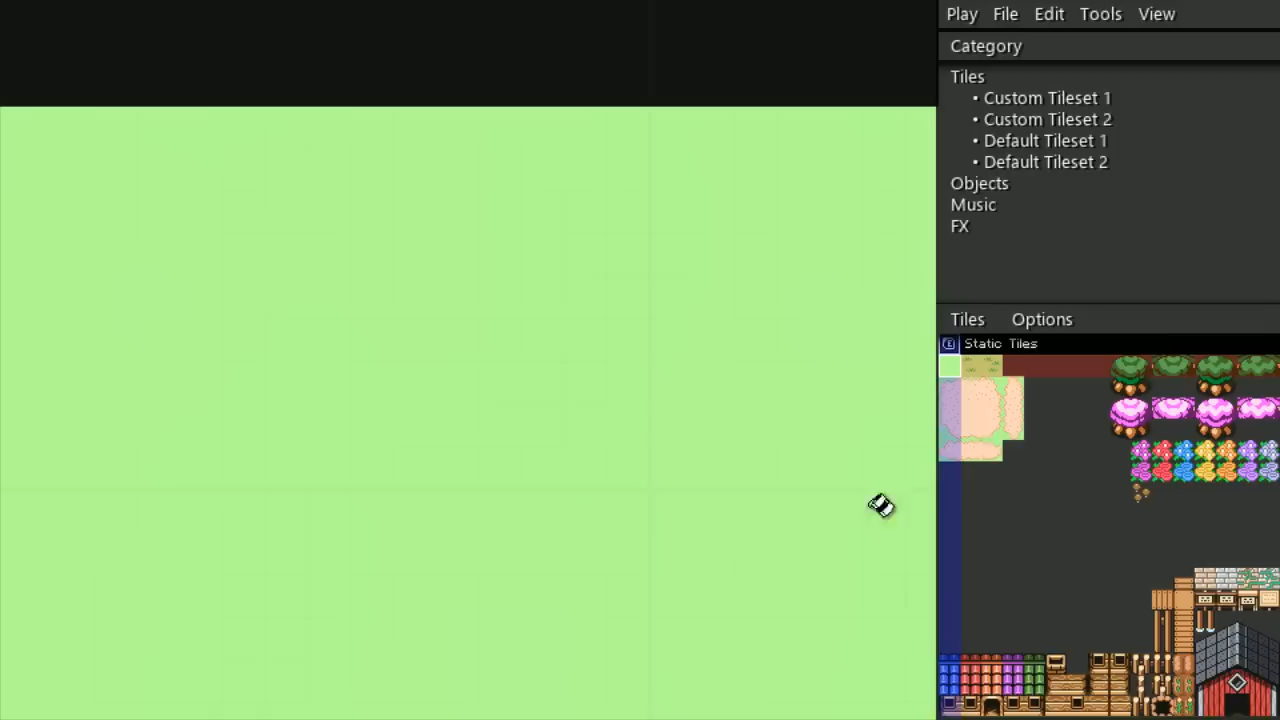 Play File Edit Tools View
Category
Tiles
• Custom Tileset 1
• Custom Tileset 2
• Default Tileset 1
• Default Tileset 2
Objects
Music
FX
Tiles Options
E Static Tiles